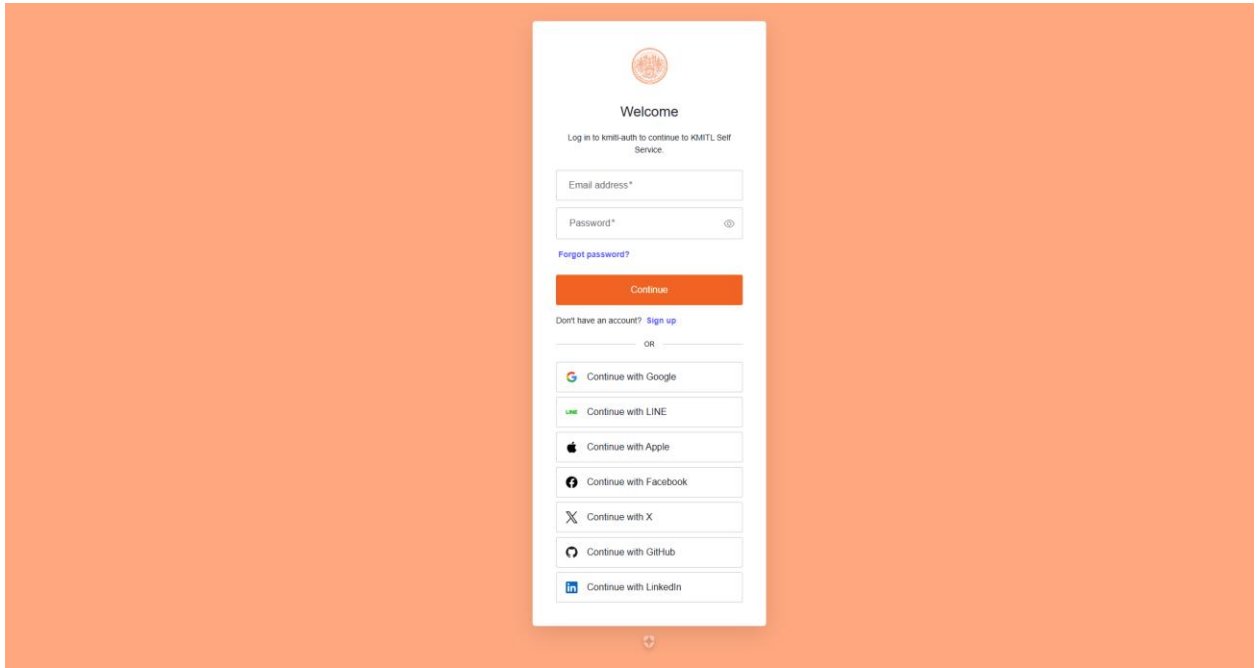 Welcome
Log in to kmitl-auth to continue to KMITL Self
Service.
Email address*
Password*
Forgot password?
Continue
Don't have an account? Sign up
OR
Continue with Google
LINE Continue with LINE
Continue with Apple
Continue with Facebook
Continue with X
Continue with GitHub
in Continue with LinkedIn